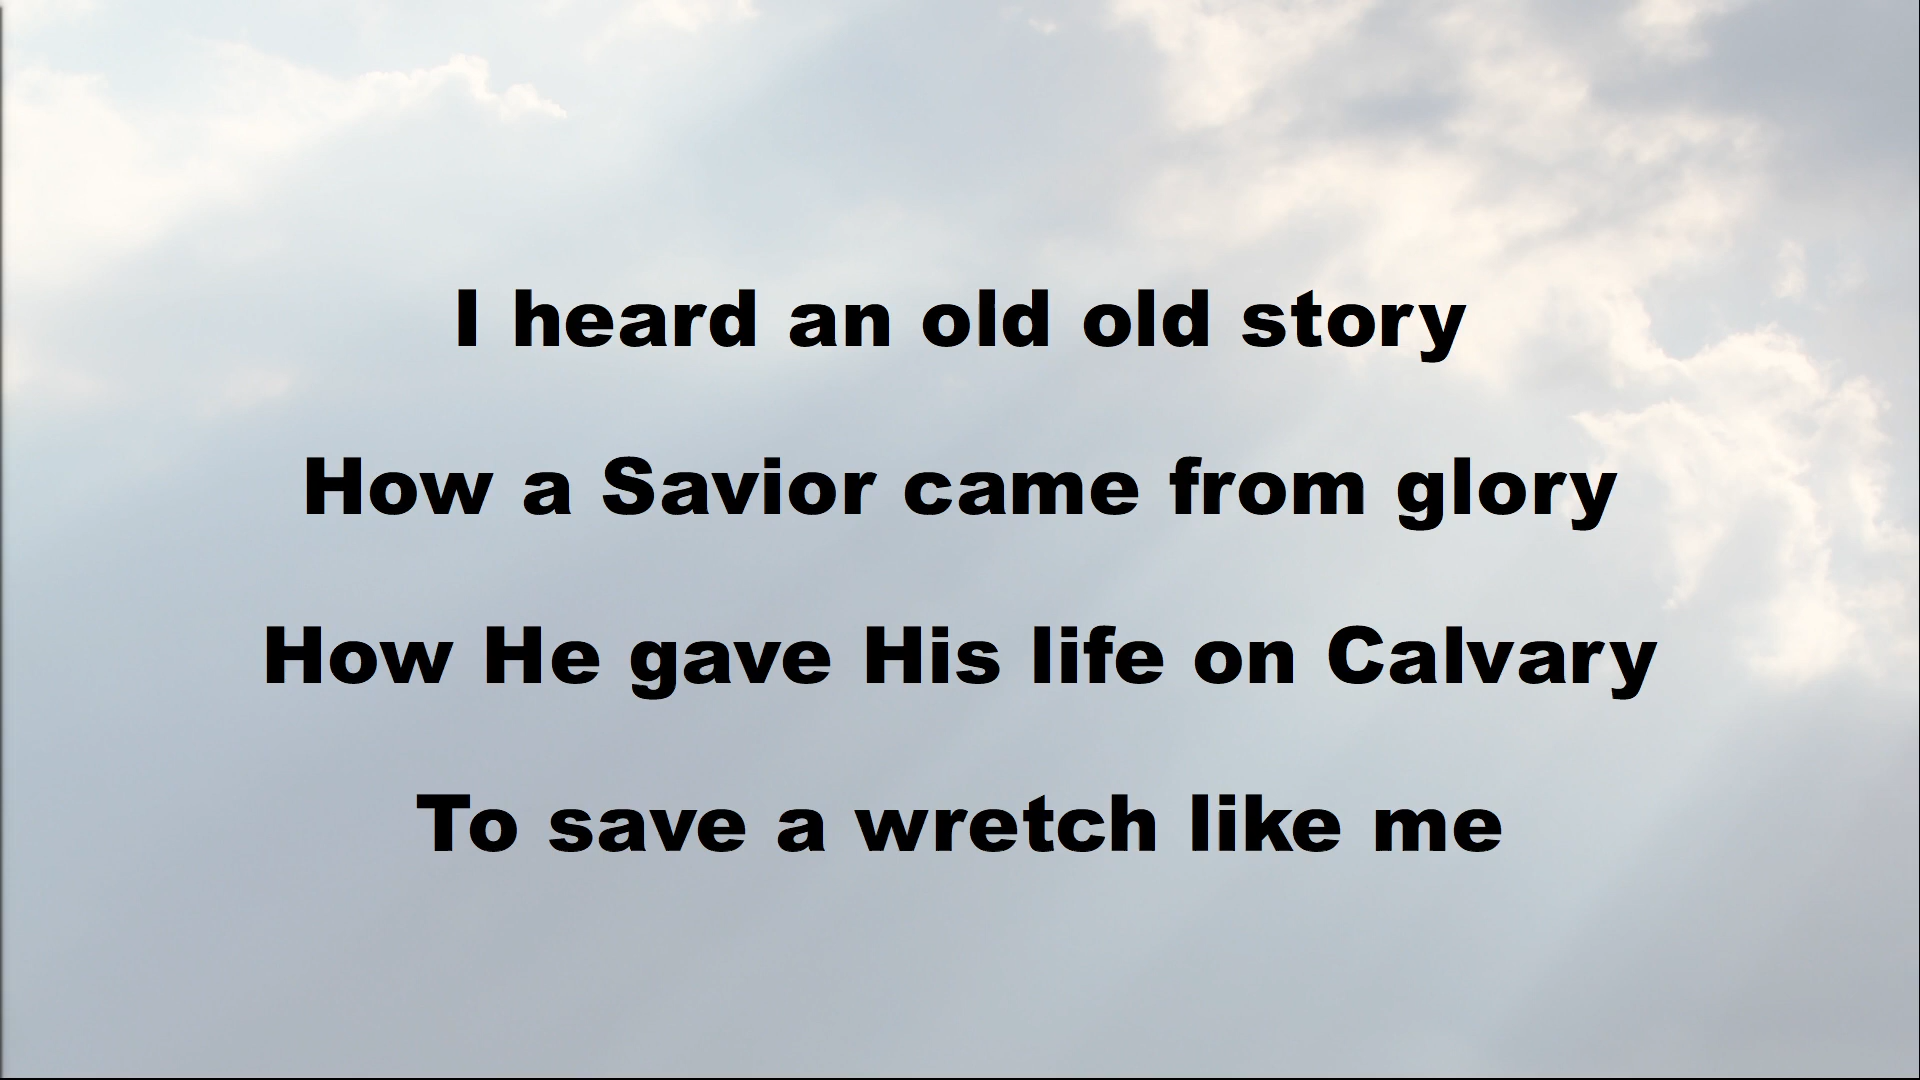 I heard an old old story
How a Savior came from glory
How He gave His life on Calvary
To save a wretch like me